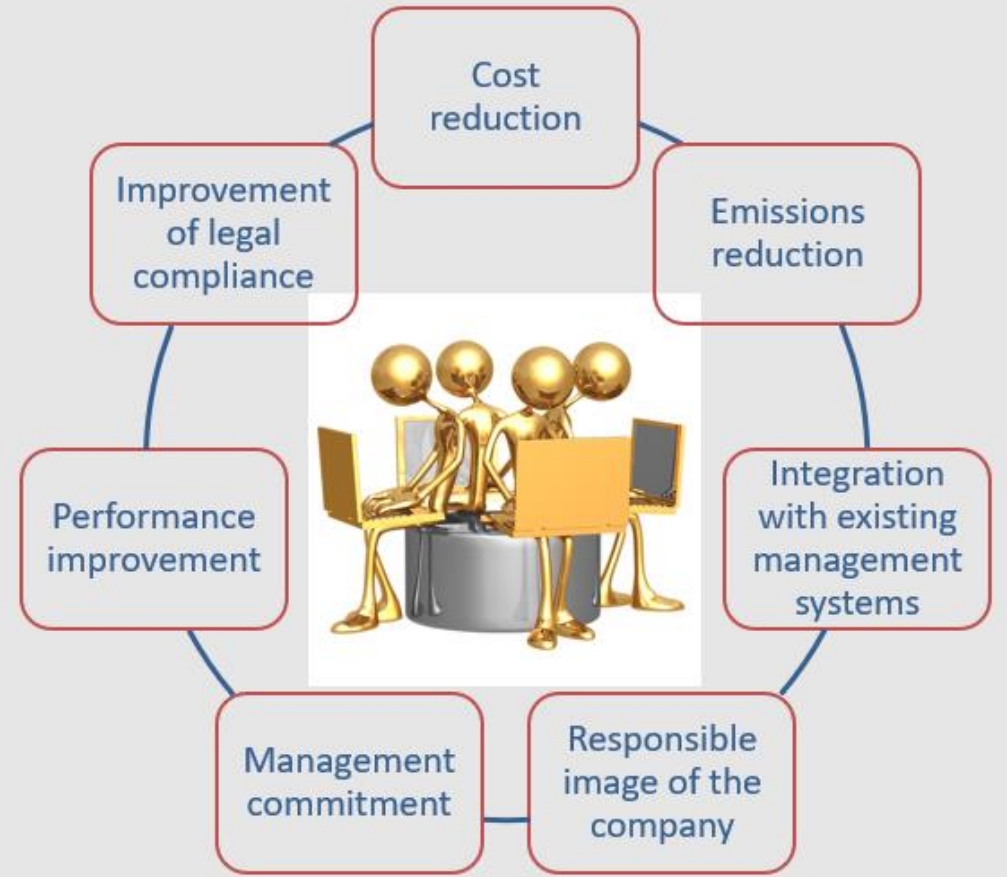 Cost
reduction
Emissions
reduction
Integration
with existing
management
systems
Responsible
image of the
company
Management
commitment
Performance
improvement
Improvement
of legal
compliance